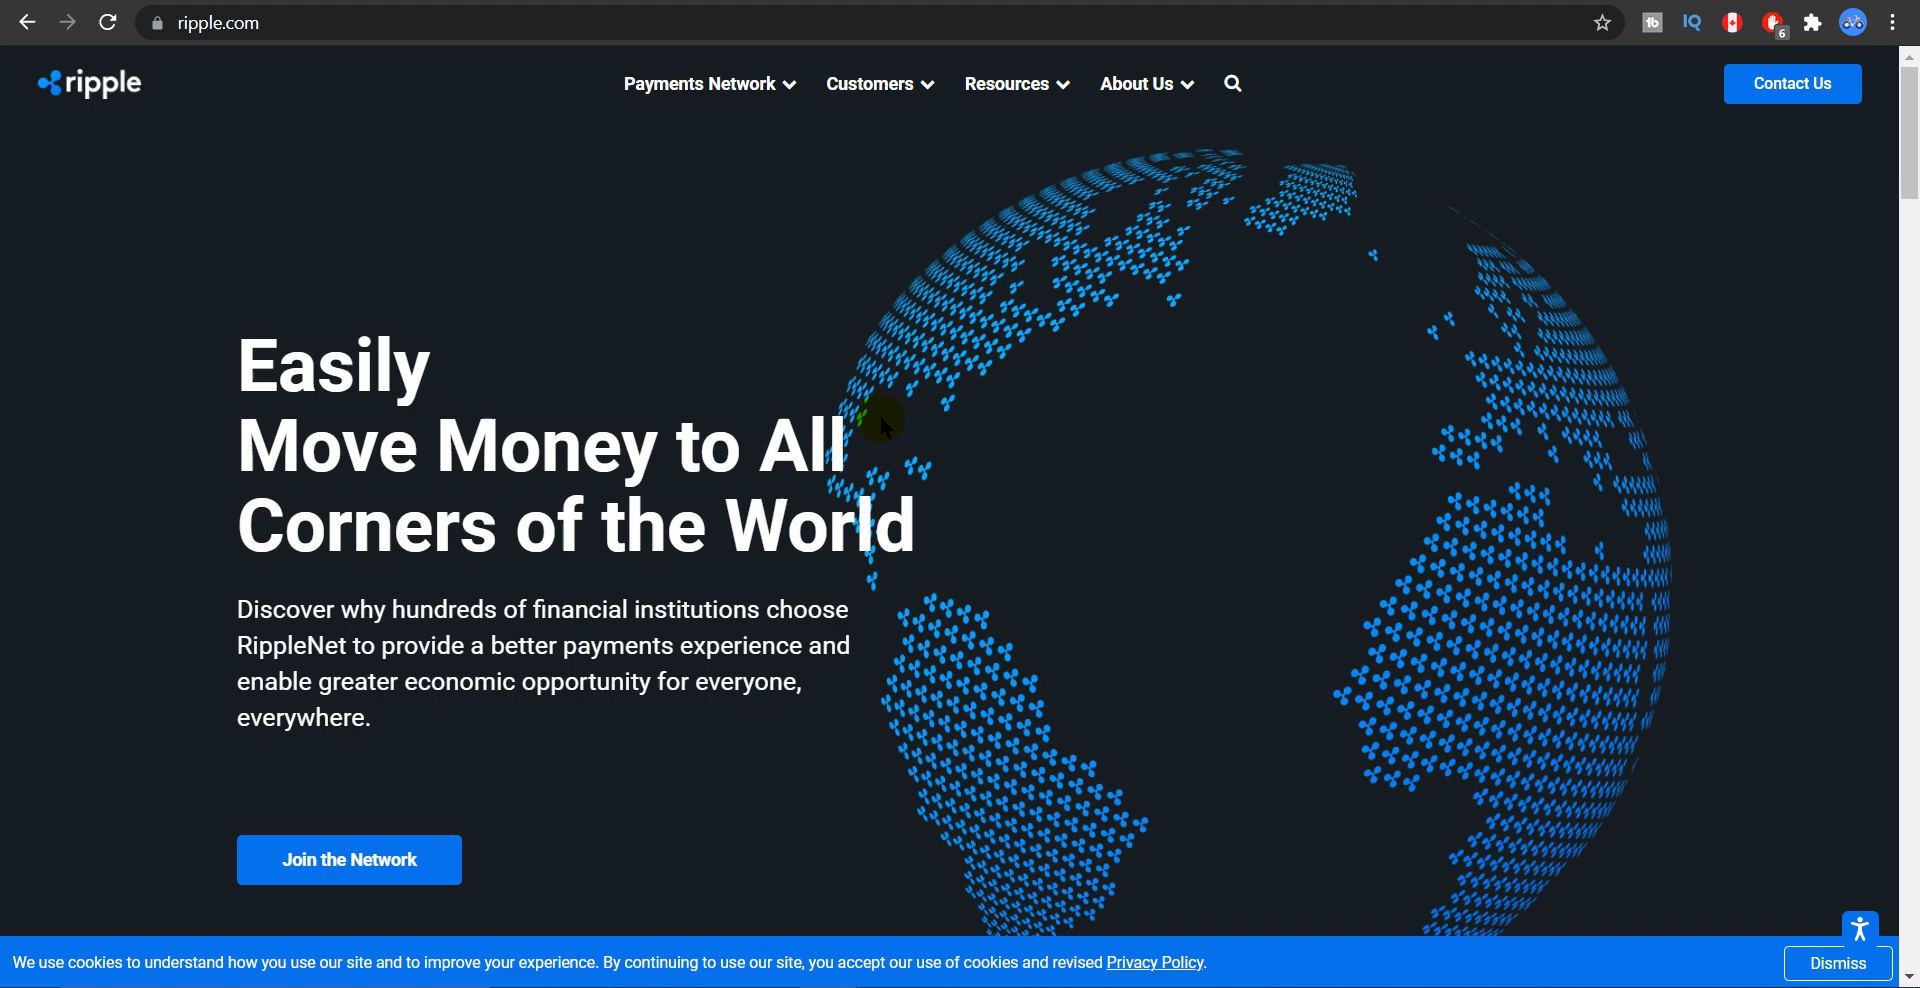 ripple.com
tb
IQ
6
ripple
Payments Network
Customers
Resources
About Us
Contact Us
Easily
Move Money to All
Corners of the World
Discover why hundreds of financial institutions choose
RippleNet to provide a better payments experience and
enable greater economic opportunity for everyone,
everywhere.
Join the Network
We use cookies to understand how you use our site and to improve your experience. By continuing to use our site, you accept our use of cookies and revised Privacy Policy.
Dismiss